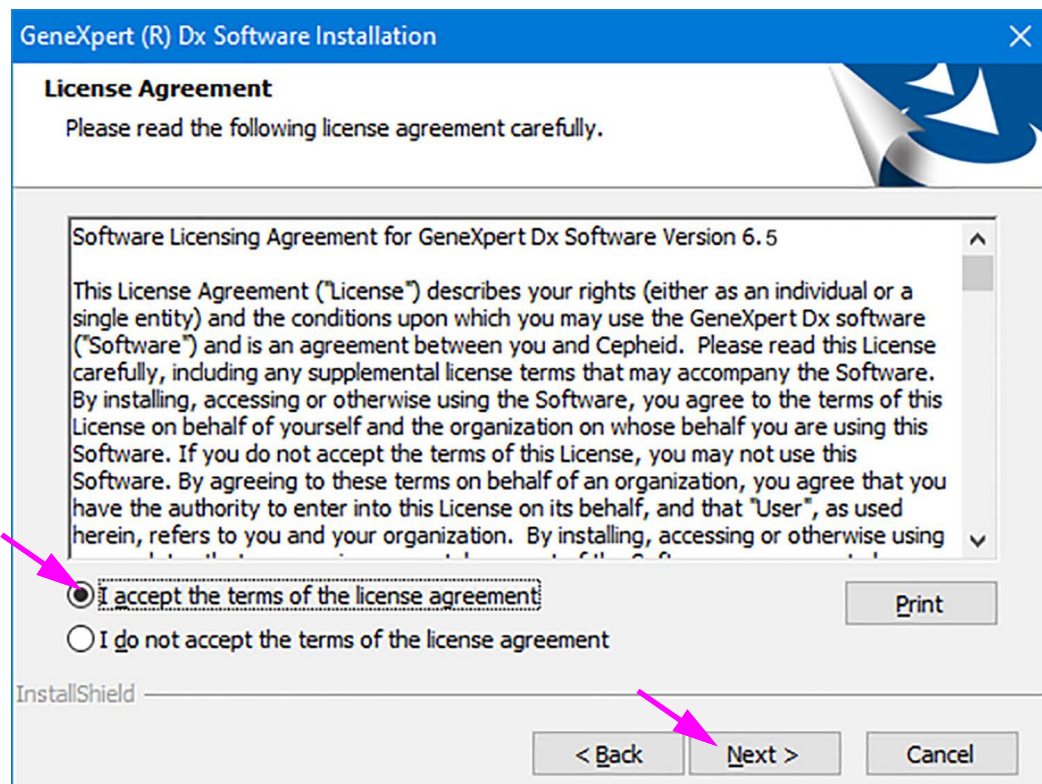 GeneXpert (R) Dx Software Installation
License Agreement
Please read the following license agreement carefully.
Software Licensing Agreement for GeneXpert Dx Software Version 6.5
This License Agreement ("License") describes your rights (either as an individual or a
single entity) and the conditions upon which you may use the GeneXpert Dx software
("Software") and is an agreement between you and Cepheid. Please read this License
carefully, including any supplemental license terms that may accompany the Software.
By installing, accessing or otherwise using the Software, you agree to the terms of this
License on behalf of yourself and the organization on whose behalf you are using this
Software. If you do not accept the terms of this License, you may not use this
Software. By agreeing to these terms on behalf of an organization, you agree that you
have the authority to enter into this License on its behalf, and that "User", as used
herein, refers to you and your organization. By installing, accessing or otherwise using
I accept the terms of the license agreement
Print
I do not accept the terms of the license agreement
InstallShield
< Back
Next >
Cancel